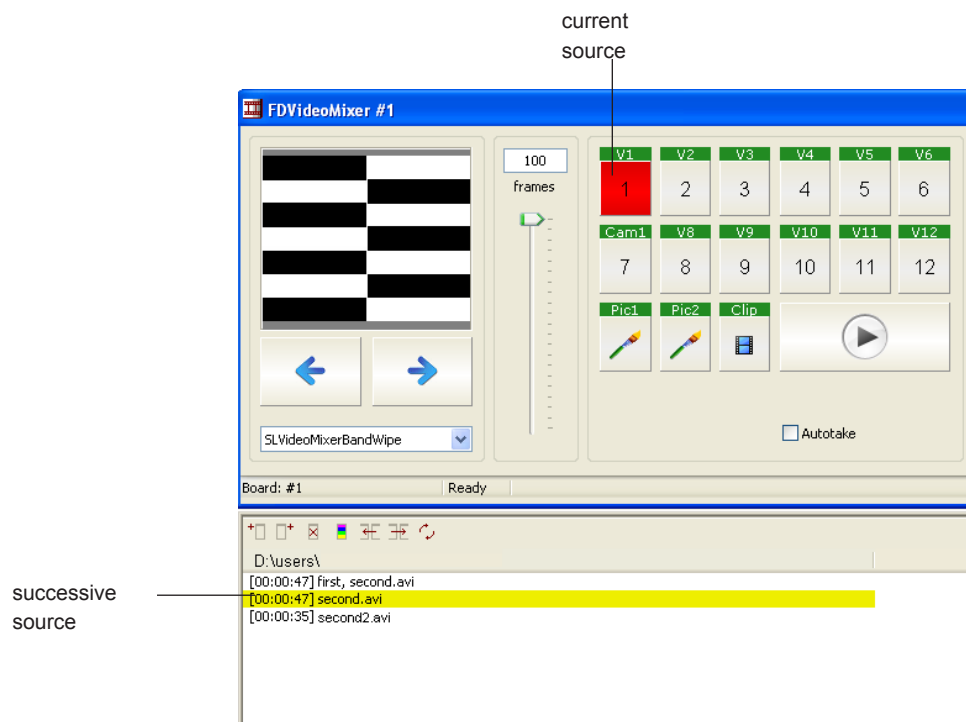 current
source
FDVideoMixer #1
100
frames
V1 V2 V3 V4 V5 V6
1 2 3 4 5 6
Cam1 V8 V9 V10 V11 V12
7 8 9 10 11 12
Pic1 Pic2 Clip
SLVideoMixerBandWipe
Autotake
Board: #1 Ready
D:\users\
[00:00:47] first, second.avi
successive
source
[00:00:47] second.avi
[00:00:35] second2.avi